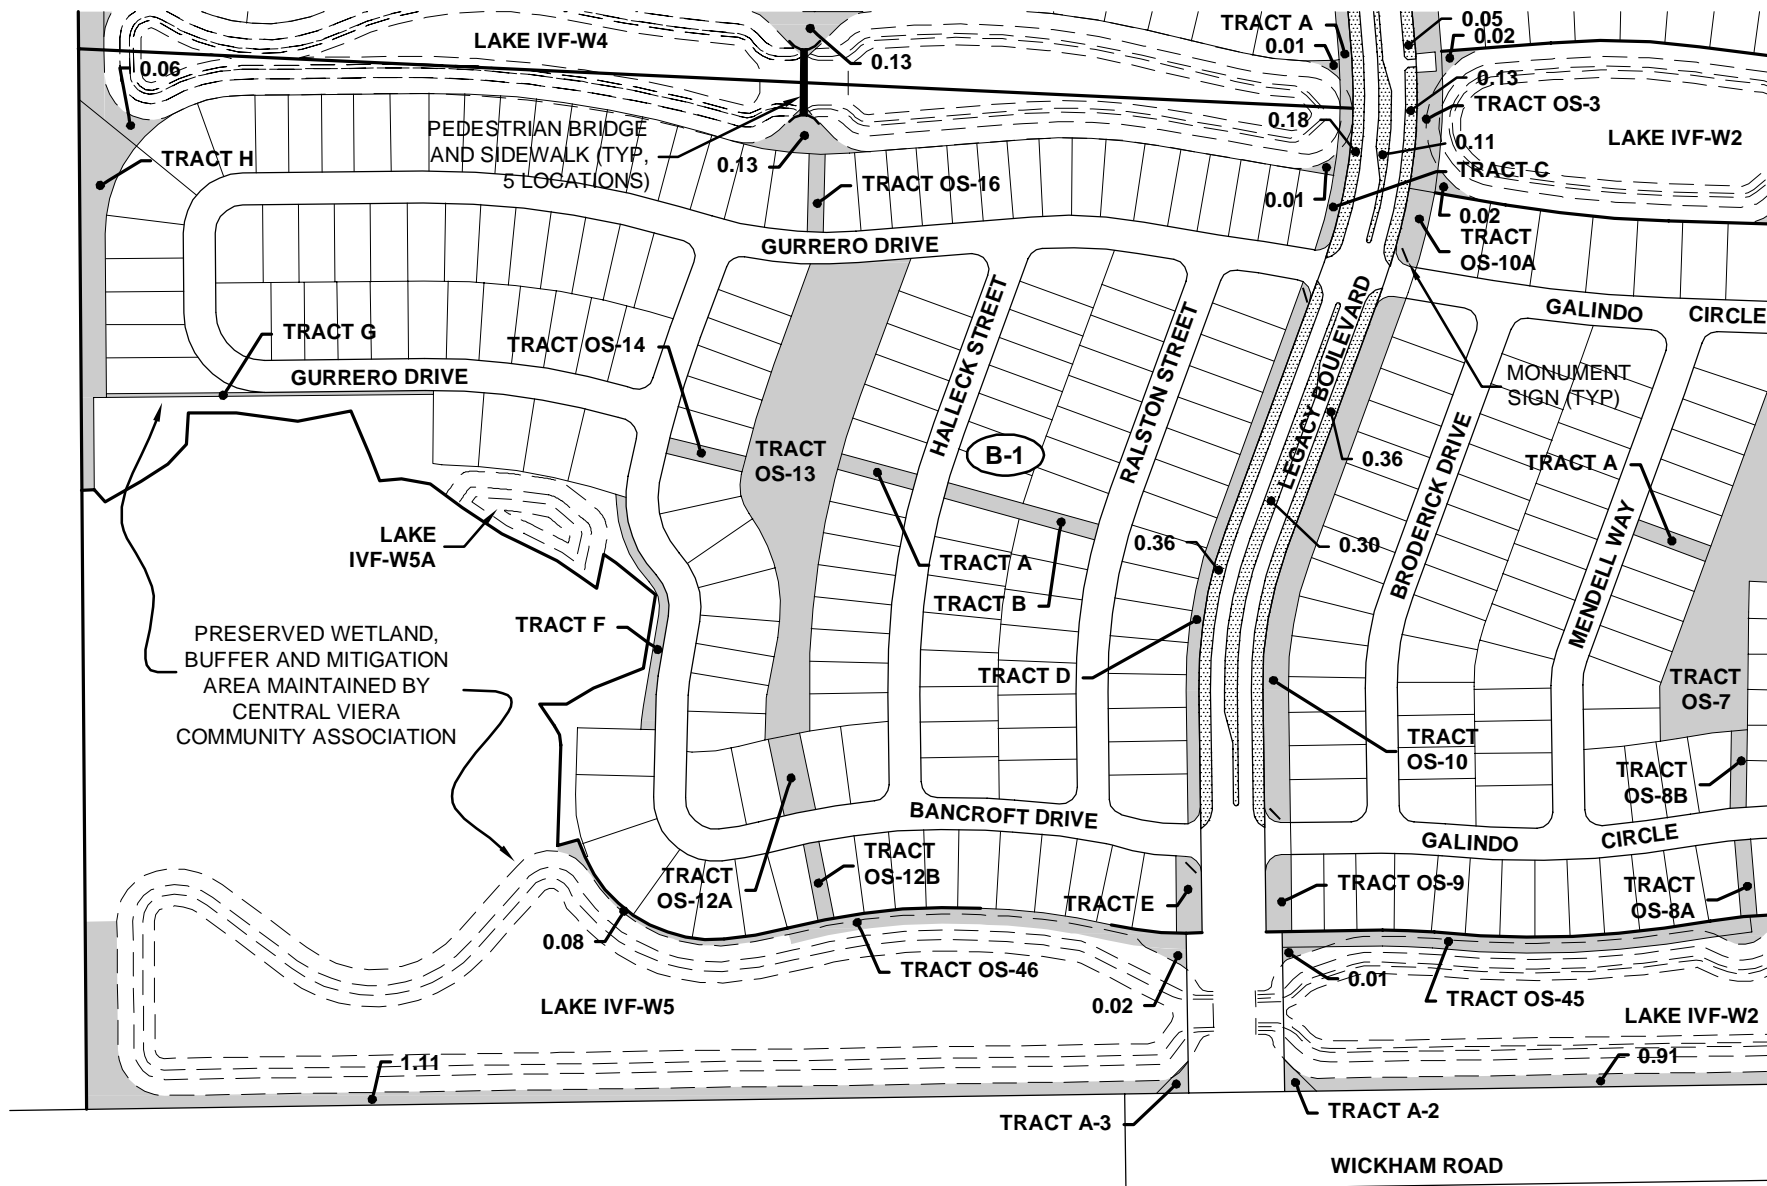 TRACT A
0.01
0.05
0.02
LAKE IVF-W4
0.06
0.13
0.13
TRACT OS-3
LAKE IVF-W2
PEDESTRIAN BRIDGE
AND SIDEWALK (TYP,
5 LOCATIONS)
0.13
0.18
0.11
TRACT H
TRACT C
TRACT OS-16
0.01
0.02
TRACT
OS-10A
GURRERO DRIVE
GALINDO
CIRCLE
HALLECK STREET
RALSTON STREET
LEGACY BOULEVARD
TRACT G
TRACT OS-14
GURRERO DRIVE
MONUMENT
SIGN (TYP)
TRACT
OS-13
B-1
0.36
TRACT A
BRODERICK DRIVE
MENDELL WAY
LAKE
IVF-W5A
0.36
0.30
TRACT A
TRACT B
TRACT F
PRESERVED WETLAND,
BUFFER AND MITIGATION
AREA MAINTAINED BY
CENTRAL VIERA
COMMUNITY ASSOCIATION
TRACT D
TRACT
OS-7
TRACT
OS-10
TRACT
OS-8B
BANCROFT DRIVE
GALINDO
CIRCLE
TRACT
OS-12A
TRACT
OS-12B
TRACT E
TRACT OS-9
TRACT
OS-8A
0.08
TRACT OS-46
0.02
0.01
TRACT OS-45
LAKE IVF-W5
LAKE IVF-W2
1.11
0.91
TRACT A-3
TRACT A-2
WICKHAM ROAD